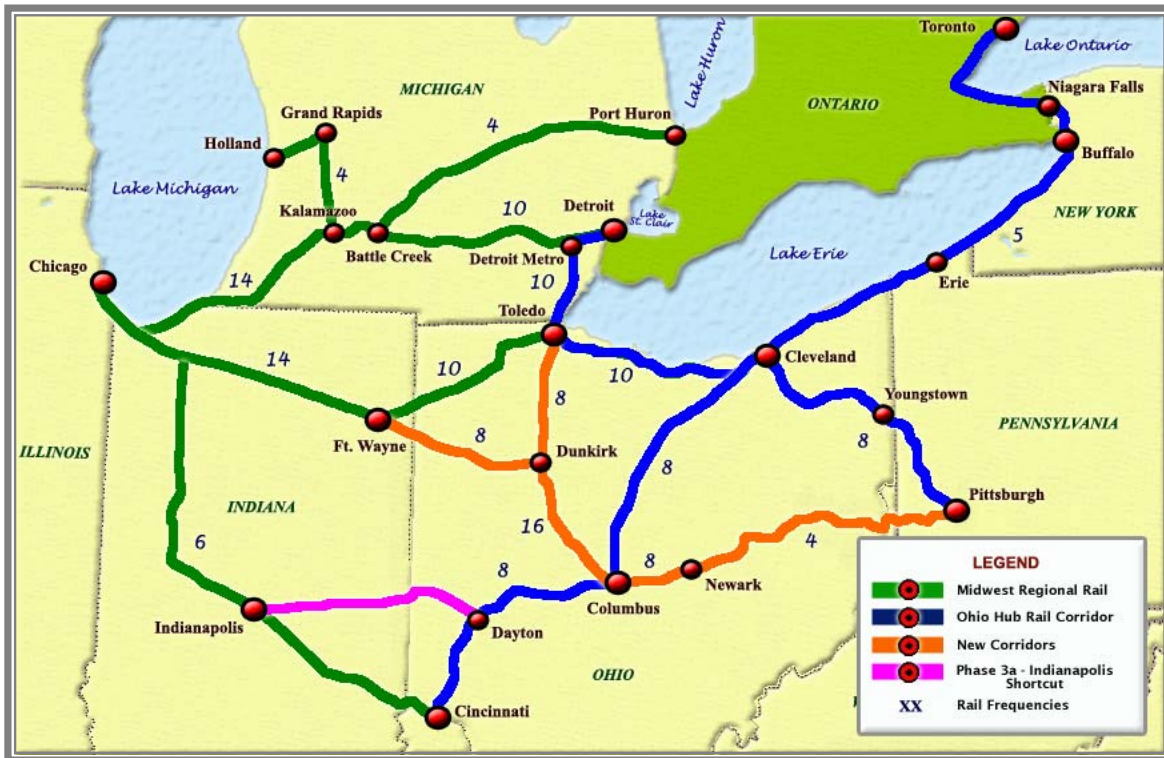 Toronto
Lake Ontario
Lake Huron
Niagara Falls
MICHIGAN
ONTARIO
Grand Rapids
Port Huron
4
Holland
Buffalo
Lake Michigan
4
Lake
St. Clair
Detroit
Kalamazoo
10
NEW YORK
Battle Creek
Detroit Metro
Lake Erie
5
Chicago
14
10
Erie
Toledo
14
10
10
Cleveland
8
Youngstown
ILLINOIS
Ft. Wayne
8
Dunkirk
8
8
PENNSYLVANIA
INDIANA
16
Pittsburgh
6
8
8
4
Newark
Columbus
Indianapolis
Dayton
OHIO
Cincinnati
LEGEND
Midwest Regional Rail
Ohio Hub Rail Corridor
New Corridors
Phase 3a - Indianapolis
Shortcut
XX Rail Frequencies